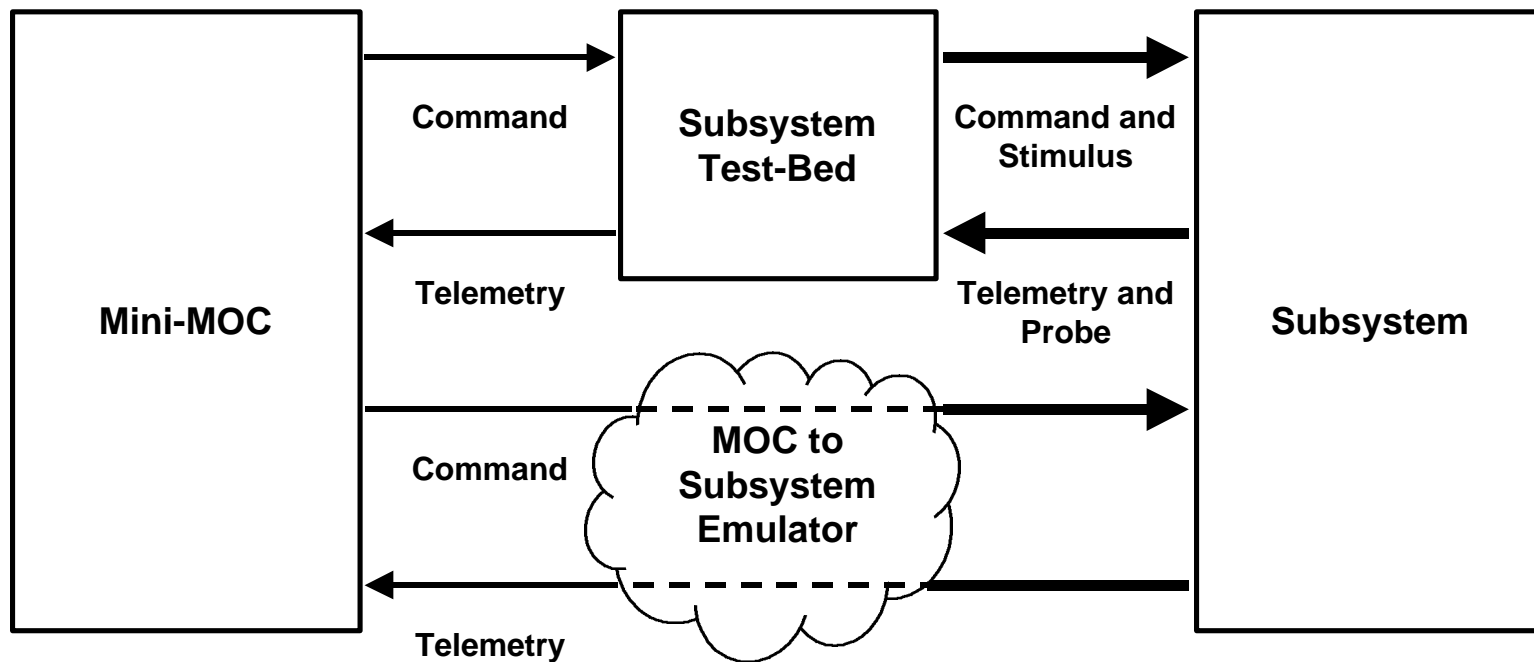 Command
Subsystem
Test-Bed
Command and
Stimulus
Telemetry
Telemetry and
Probe
Mini-MOC
Subsystem
Command
MOC to
Subsystem
Emulator
Telemetry